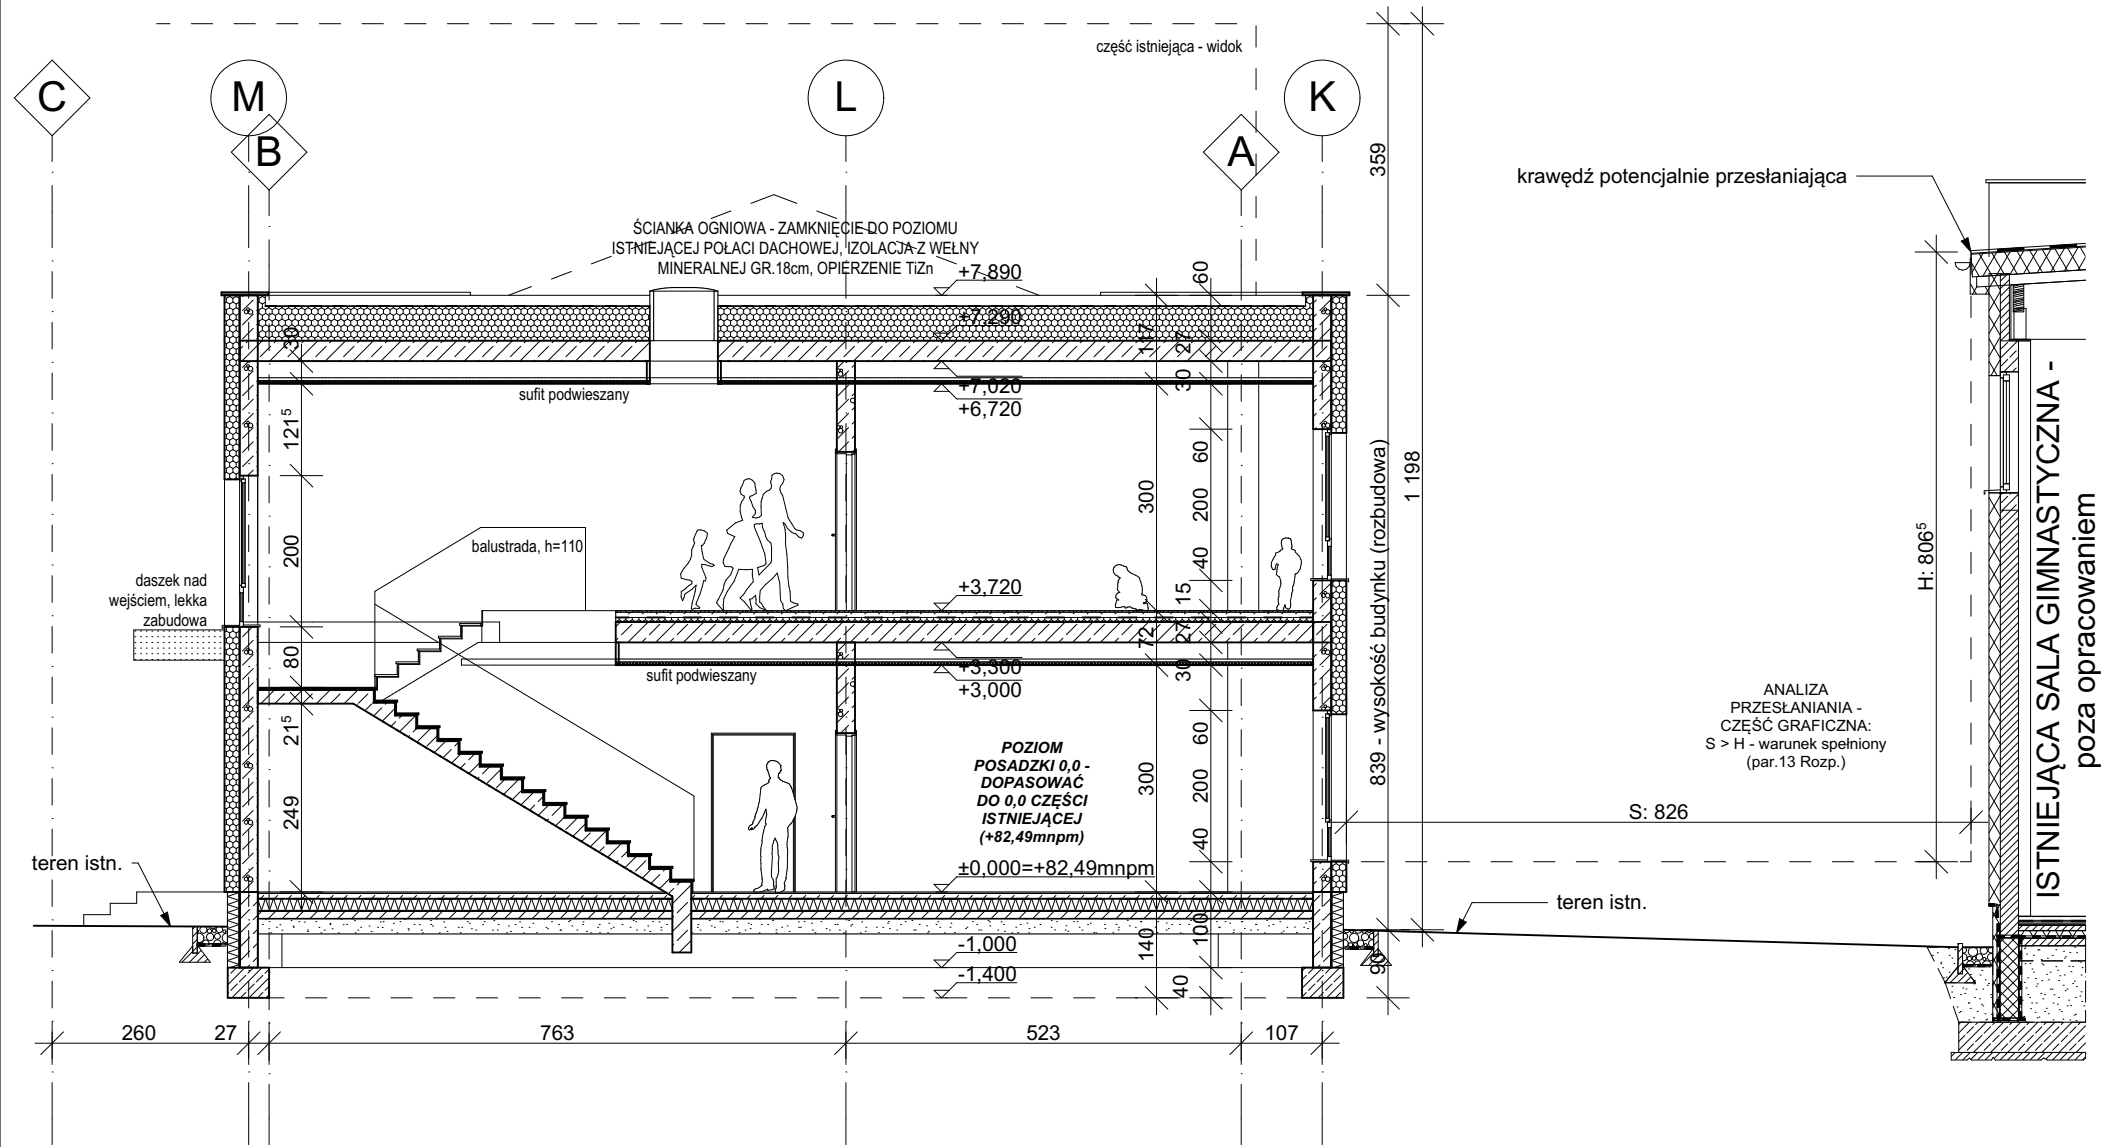 część istniejąca - widok
C
M
B
L
A
K
359
krawędź potencjalnie przesłaniająca
ŚCIANKA OGNIOWA - ZAMKNIĘCIE DO POZIOMU
ISTNIEJĄCEJ POŁACI DACHOWEJ, IZOLACJA Z WEŁNY
MINERALNEJ GR.18cm, OPIERZENIE TiZn
+7,890
60
+7,290
30
117
27
+7,020
30
+6,720
sufit podwieszany
121⁵
60
300
200
40
15
200
balustrada, h=110
839 - wysokość budynku (rozbudowa)
1 198
H: 806⁵
ISTNIEJĄCA SALA GIMNASTYCZNA -
poza opracowaniem
daszek nad
wejściem, lekka
zabudowa
+3,720
80
72
27
+3,300
30
+3,000
sufit podwieszany
21⁵
249
60
300
200
40
POZIOM
POSADZKI 0,0 -
DOPASOWAĆ
DO 0,0 CZĘŚCI
ISTNIEJĄCEJ
(+82,49mnpm)
±0,000=+82,49mnpm
ANALIZA
PRZESŁANIANIA -
CZĘŚĆ GRAFICZNA:
S > H - warunek spełniony
(par.13 Rozp.)
S: 826
teren istn.
teren istn.
140
100
-1,000
-1,400
40
90
260
27
763
523
107